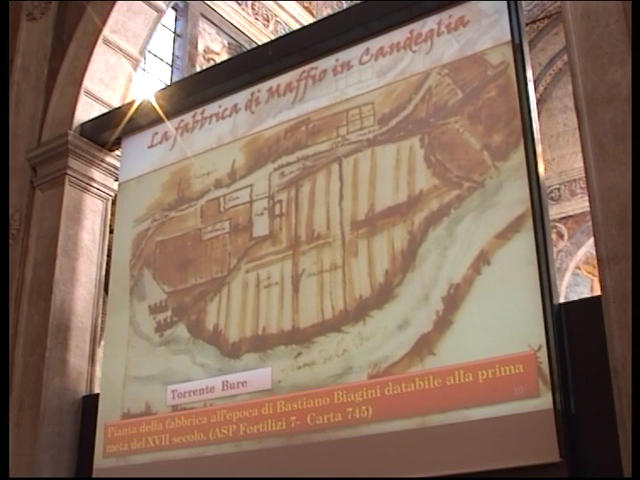 La fabbrica di Maffio in Candeglia
Torrente Bure
Pianta della fabbrica all'epoca di Bastiano Biagini databile alla prima
metà del XVII secolo. (ASP Fortilizi 7- Carta 745)